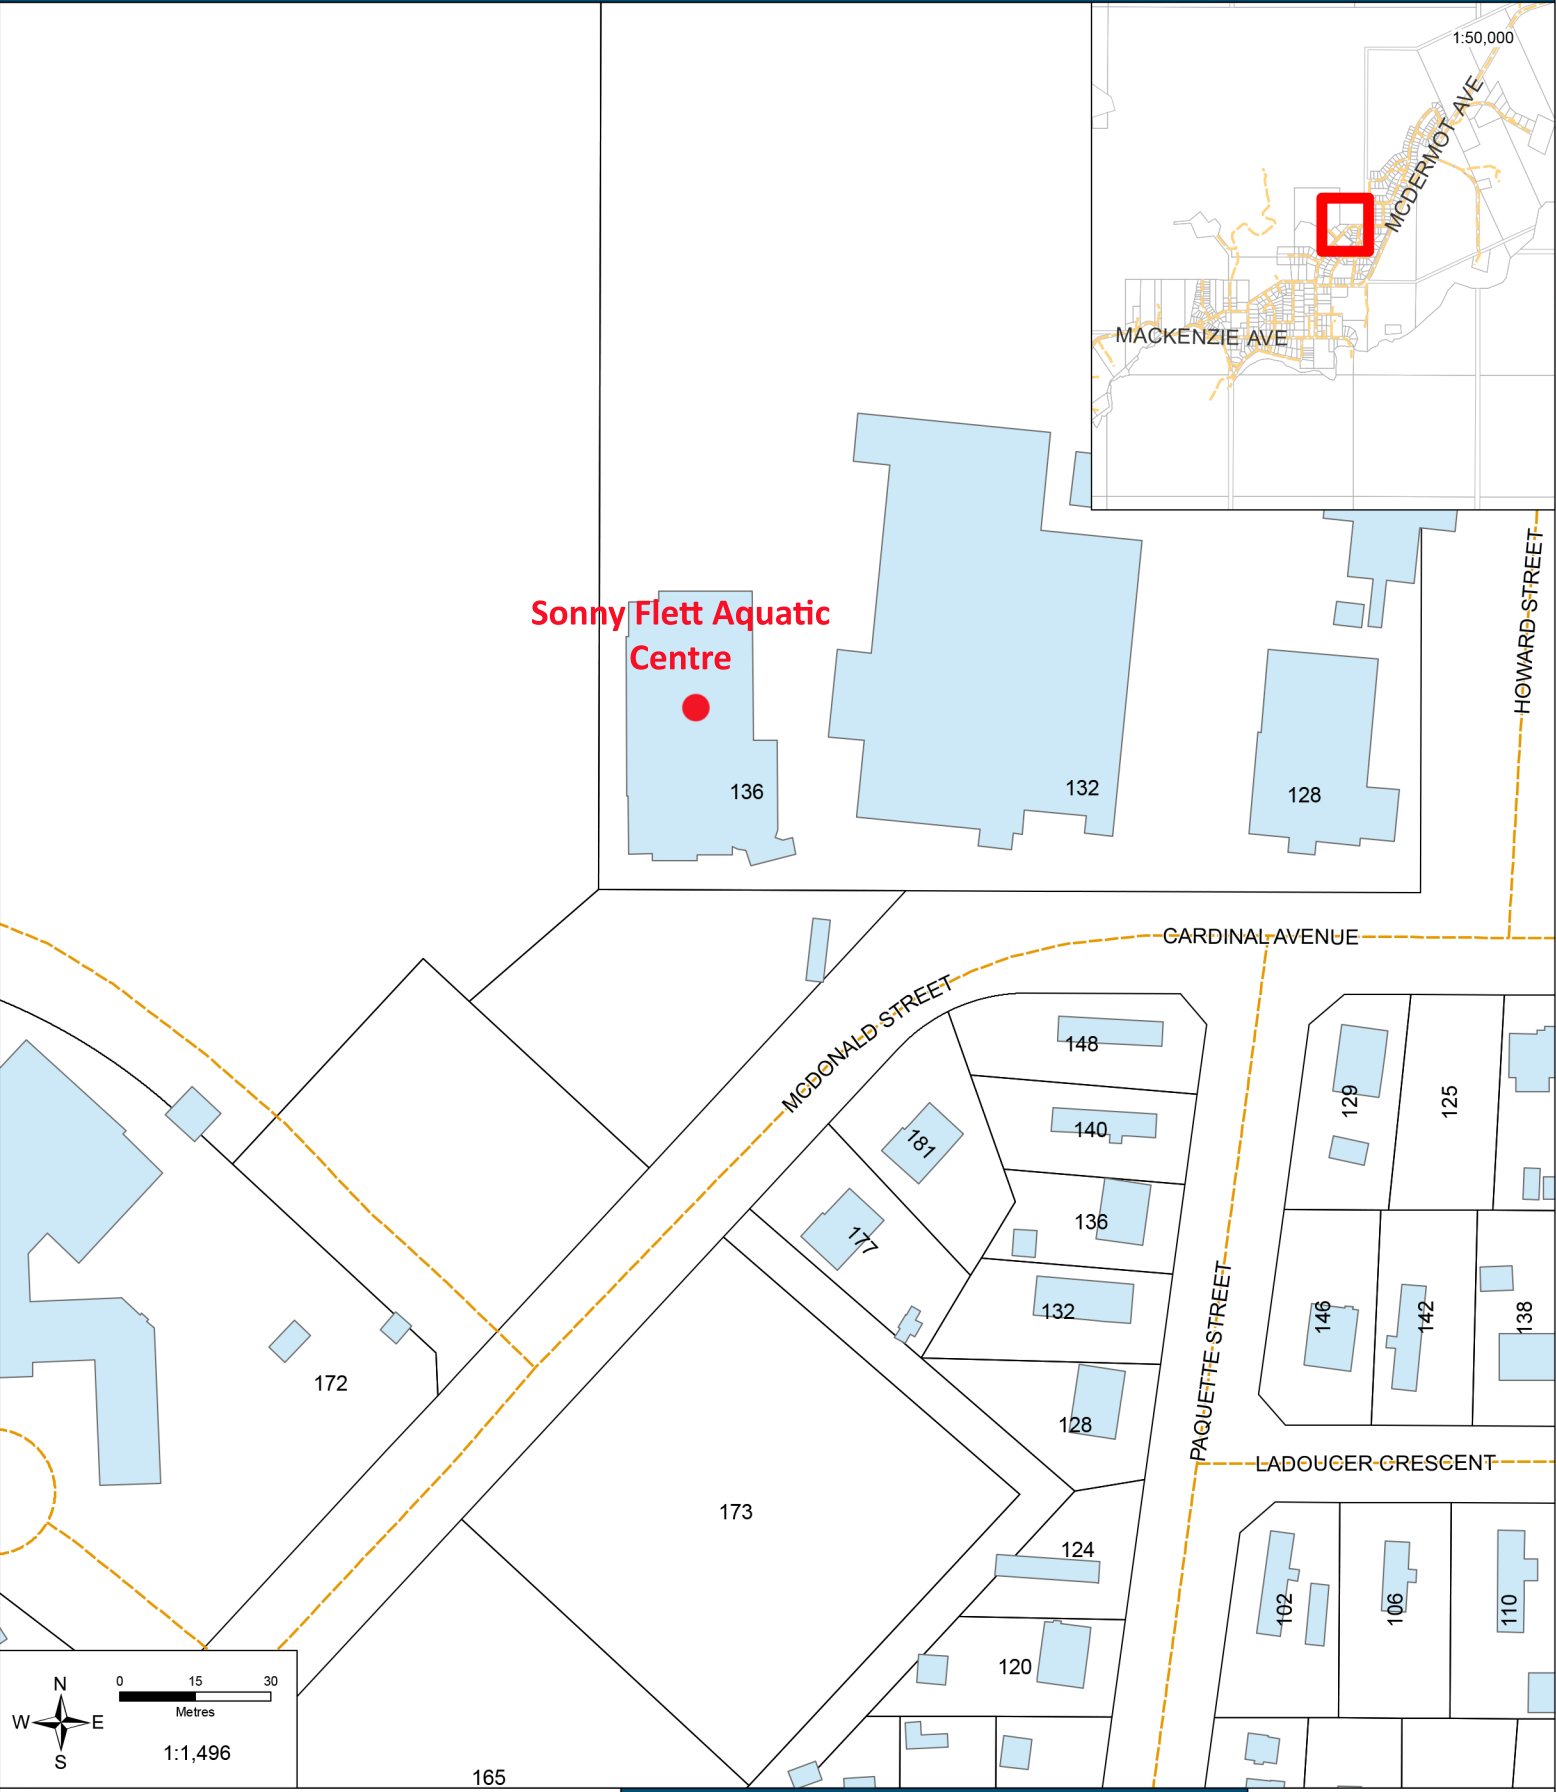 1:50,000
MCDERMOT AVE
MACKENZIE AVE
HOWARD STREET
Sonny Flett Aquatic
Centre
136
132
128
CARDINAL AVENUE
MCDONALD STREET
148
129
125
140
181
136
177
132
146
142
138
PAQUETTE STREET
172
128
LADOUCER CRESCENT
173
124
102
106
110
120
N
W
E
S
0 15 30
Metres
1:1,496
165